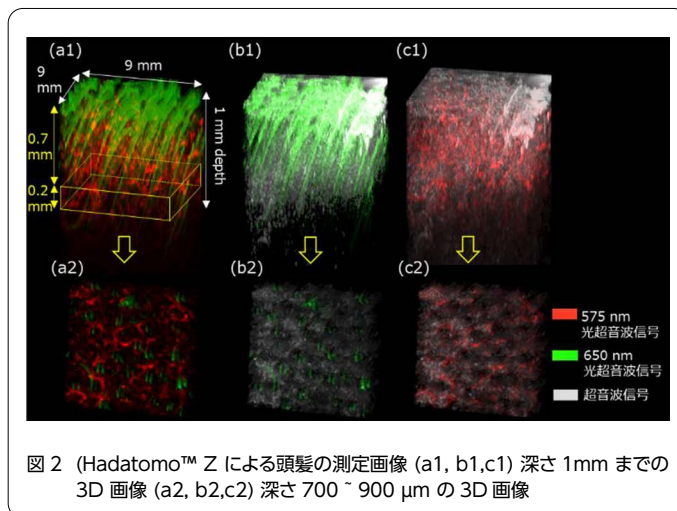 (a1)
(b1)
(c1)
9 mm
9
mm
1 mm depth
0.7
mm
0.2
mm
(a2)
(b2)
(c2)
575 nm
光超音波信号
650 nm
光超音波信号
超音波信号
図 2 (Hadatomo™ Z による頭髪の測定画像 (a1, b1,c1) 深さ 1mm までの
3D 画像 (a2, b2,c2) 深さ 700 ~ 900 µm の 3D 画像